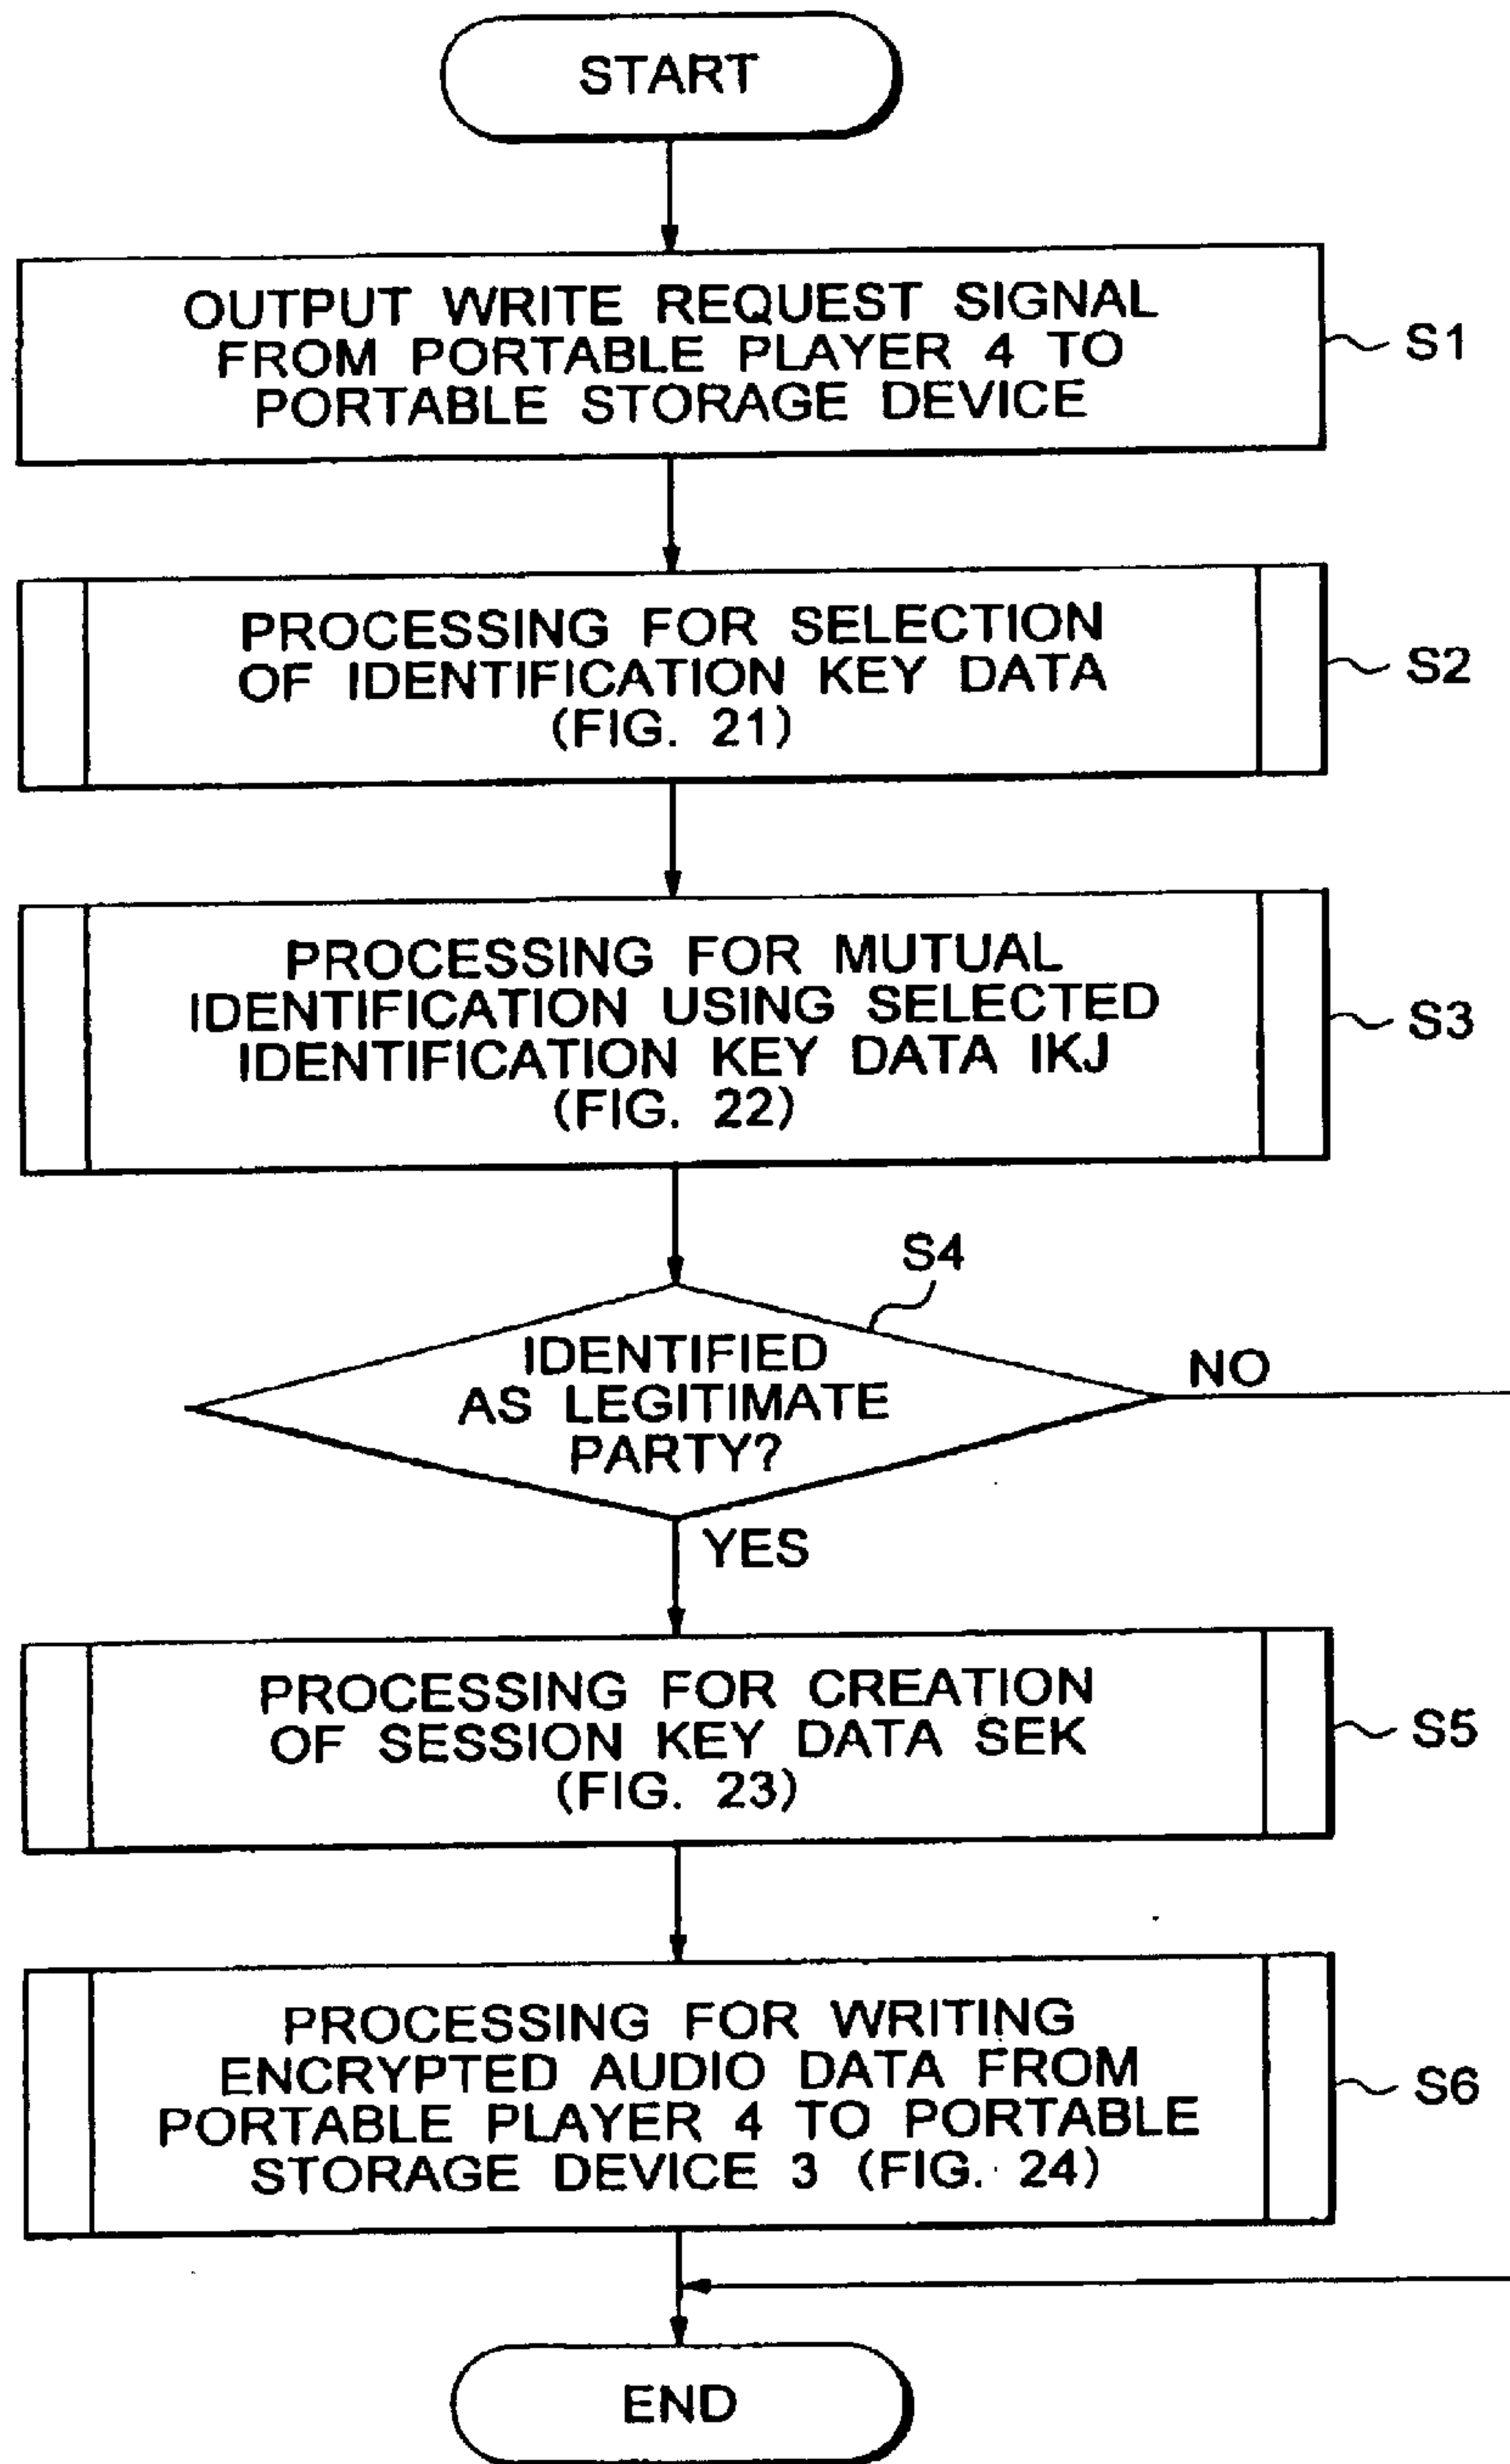 START
OUTPUT WRITE REQUEST SIGNAL
FROM PORTABLE PLAYER 4 TO
PORTABLE STORAGE DEVICE
S1
PROCESSING FOR SELECTION
OF IDENTIFICATION KEY DATA
(FIG. 21)
S2
PROCESSING FOR MUTUAL
IDENTIFICATION USING SELECTED
IDENTIFICATION KEY DATA IKJ
(FIG. 22)
S3
S4
IDENTIFIED
AS LEGITIMATE
PARTY?
NO
YES
PROCESSING FOR CREATION
OF SESSION KEY DATA SEK
(FIG. 23)
S5
PROCESSING FOR WRITING
ENCRYPTED AUDIO DATA FROM
PORTABLE PLAYER 4 TO PORTABLE
STORAGE DEVICE 3 (FIG. 24)
S6
END